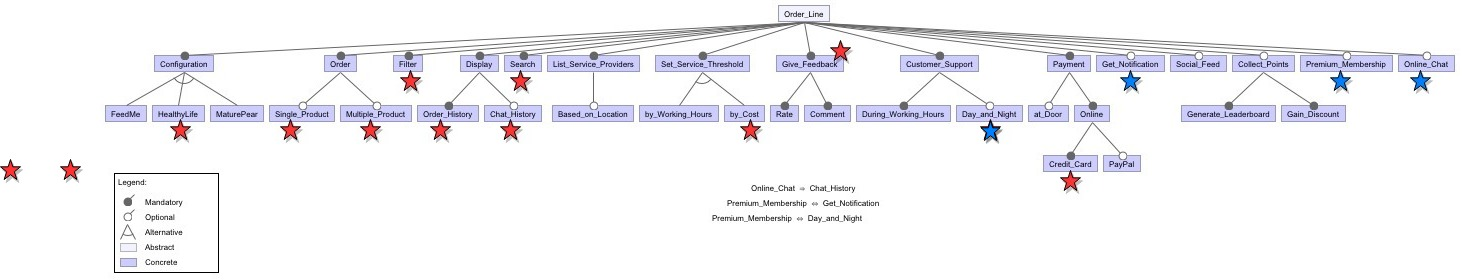 Order_Line
Configuration
Order
Filter
Display
Search
List_Service_Providers
Set_Service_Threshold
Give_Feedback
Customer_Support
Payment
Get_Notification
Social_Feed
Collect_Points
Premium_Membership
Online_Chat
FeedMe
HealthyLife
MaturePear
Single_Product
Multiple_Product
Order_History
Chat_History
Based_on_Location
by_Working_Hours
by_Cost
Rate
Comment
During_Working_Hours
Day_and_Night
at_Door
Online
Generate_Leaderboard
Gain_Discount
Credit_Card
PayPal
Legend:
Mandatory
Optional
Alternative
Abstract
Concrete
Online_Chat ⇒ Chat_History
Premium_Membership ⇔ Get_Notification
Premium_Membership ⇔ Day_and_Night